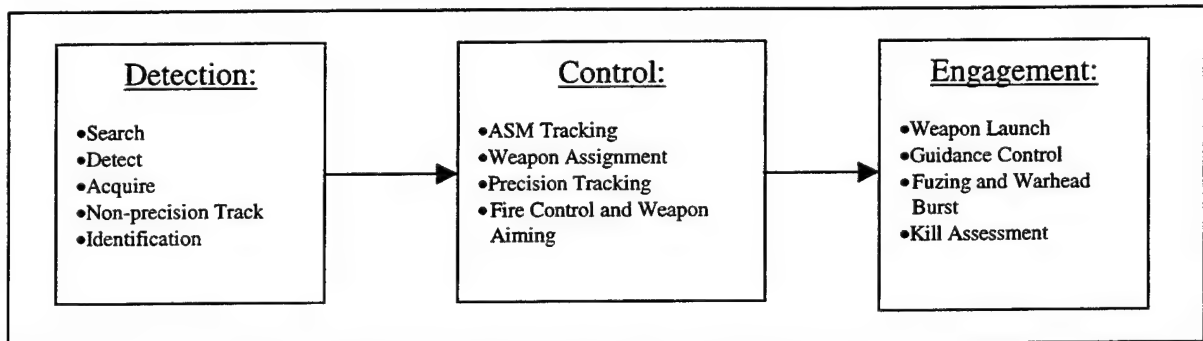 Detection:
•Search
•Detect
•Acquire
•Non-precision Track
•Identification
Control:
•ASM Tracking
•Weapon Assignment
•Precision Tracking
•Fire Control and Weapon
Aiming
Engagement:
•Weapon Launch
•Guidance Control
•Fuzing and Warhead
Burst
•Kill Assessment